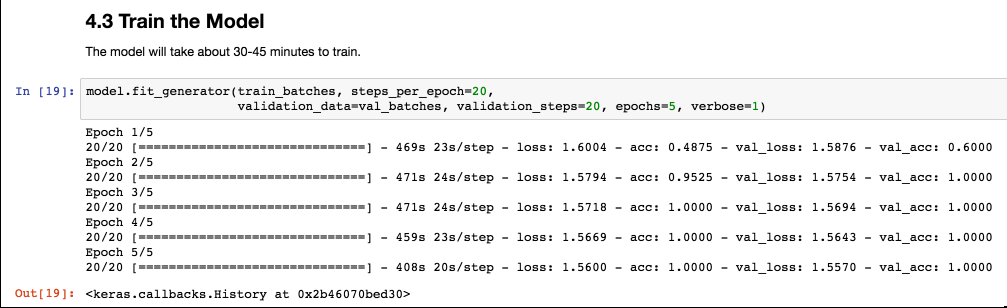 4.3 Train the Model
The model will take about 30-45 minutes to train.
In [19]: model.fit_generator(train_batches, steps_per_epoch=20,
validation_data=val_batches, validation_steps=20, epochs=5, verbose=1)
Epoch 1/5
20/20 [==============================] - 469s 23s/step - loss: 1.6004 - acc: 0.4875 - val_loss: 1.5876 - val_acc: 0.6000
Epoch 2/5
20/20 [==============================] - 471s 24s/step - loss: 1.5794 - acc: 0.9525 - val_loss: 1.5754 - val_acc: 1.0000
Epoch 3/5
20/20 [==============================] - 471s 24s/step - loss: 1.5718 - acc: 1.0000 - val_loss: 1.5694 - val_acc: 1.0000
Epoch 4/5
20/20 [==============================] - 459s 23s/step - loss: 1.5669 - acc: 1.0000 - val_loss: 1.5643 - val_acc: 1.0000
Epoch 5/5
20/20 [==============================] - 408s 20s/step - loss: 1.5600 - acc: 1.0000 - val_loss: 1.5570 - val_acc: 1.0000
Out[19]: <keras.callbacks.History at 0x2b46070bed30>